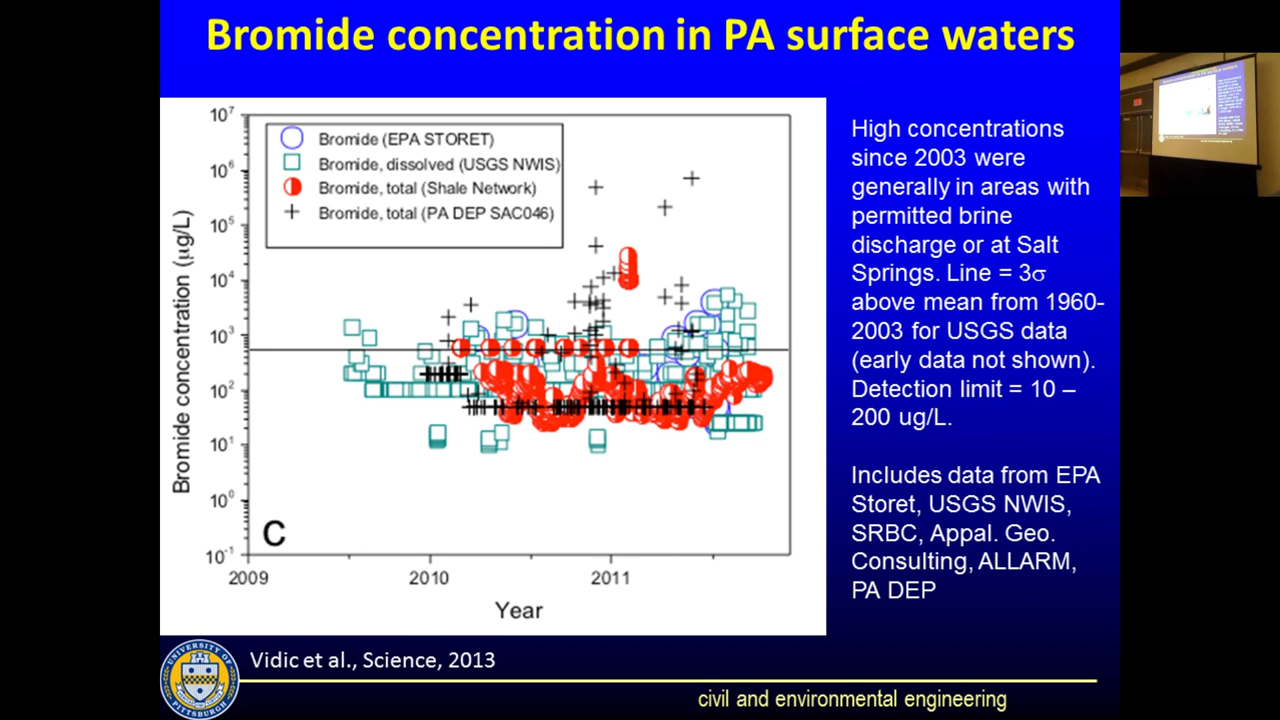 Bromide concentration in PA surface waters
10^7
10^6
10^5
10^4
10^3
10^2
10^1
10^0
10^-1
Bromide concentration (μg/L)
Bromide (EPA STORET)
Bromide, dissolved (USGS NWIS)
Bromide, total (Shale Network)
Bromide, total (PA DEP SAC046)
C
2009
2010
2011
Year
High concentrations
since 2003 were
generally in areas with
permitted brine
discharge or at Salt
Springs. Line = 3σ
above mean from 1960-
2003 for USGS data
(early data not shown).
Detection limit = 10 –
200 ug/L.
Includes data from EPA
Storet, USGS NWIS,
SRBC, Appal. Geo.
Consulting, ALLARM,
PA DEP
UNIVERSITY OF
PITTSBURGH
Vidic et al., Science, 2013
civil and environmental engineering